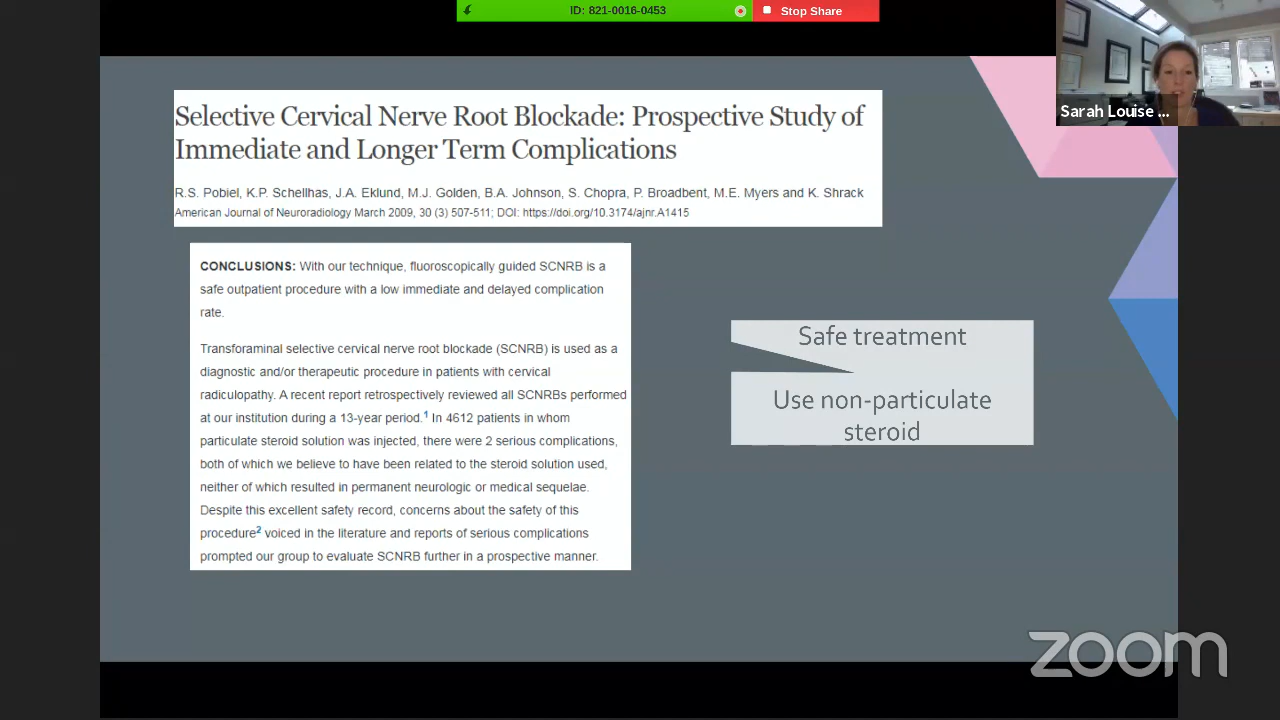 ID: 821-0016-0453
Stop Share
Sarah Louise ...
Selective Cervical Nerve Root Blockade: Prospective Study of
Immediate and Longer Term Complications
R.S. Pobiel, K.P. Schellhas, J.A. Eklund, M.J. Golden, B.A. Johnson, S. Chopra, P. Broadbent, M.E. Myers and K. Shrack
American Journal of Neuroradiology March 2009, 30 (3) 507-511; DOI: https://doi.org/10.3174/ajnr.A1415
CONCLUSIONS: With our technique, fluoroscopically guided SCNRB is a
safe outpatient procedure with a low immediate and delayed complication
rate.
Transforaminal selective cervical nerve root blockade (SCNRB) is used as a
diagnostic and/or therapeutic procedure in patients with cervical
radiculopathy. A recent report retrospectively reviewed all SCNRBs performed
at our institution during a 13-year period.1 In 4612 patients in whom
particulate steroid solution was injected, there were 2 serious complications,
both of which we believe to have been related to the steroid solution used,
neither of which resulted in permanent neurologic or medical sequelae.
Despite this excellent safety record, concerns about the safety of this
procedure2 voiced in the literature and reports of serious complications
prompted our group to evaluate SCNRB further in a prospective manner.
Safe treatment
Use non-particulate
steroid
zoom